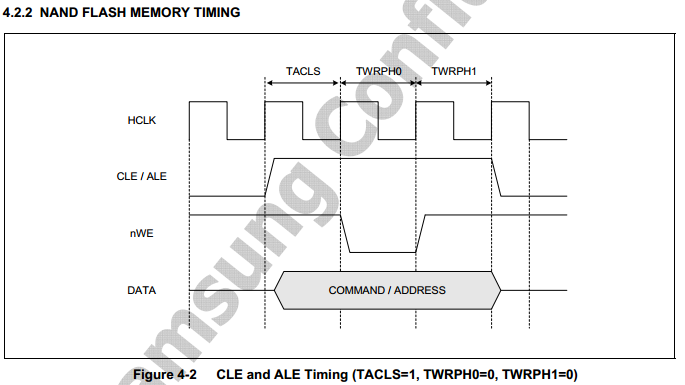 4.2.2 NAND FLASH MEMORY TIMING
TACLS TWRPH0 TWRPH1
HCLK
CLE / ALE
nWE
DATA COMMAND / ADDRESS
Figure 4-2 CLE and ALE Timing (TACLS=1, TWRPH0=0, TWRPH1=0)